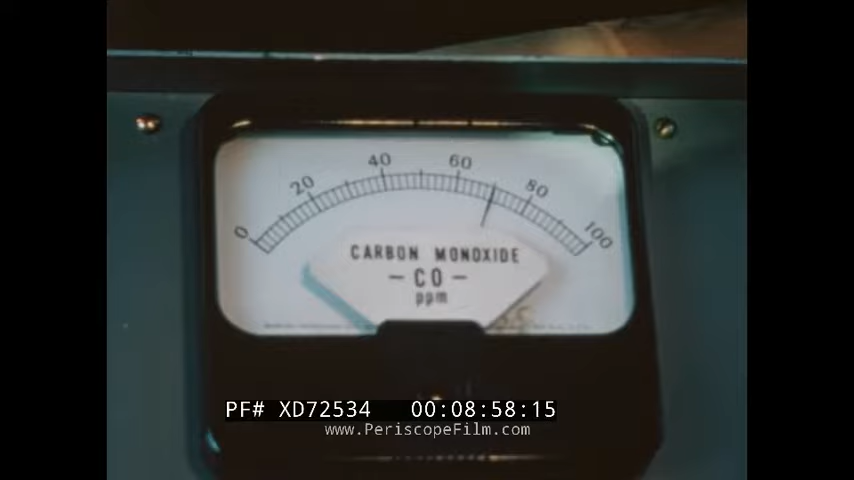 0 20 40 60 80 100
CARBON MONOXIDE
- CO -
ppm
PF# XD72534 00:08:58:15
www.PeriscopeFilm.com